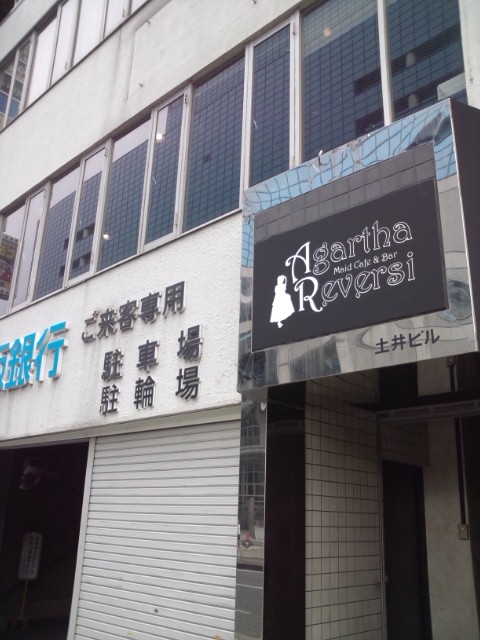 銀行
ご来客専用
駐車場
駐輪場
Agartha
Maid Cafe & Bar
Reversi
土井ビル